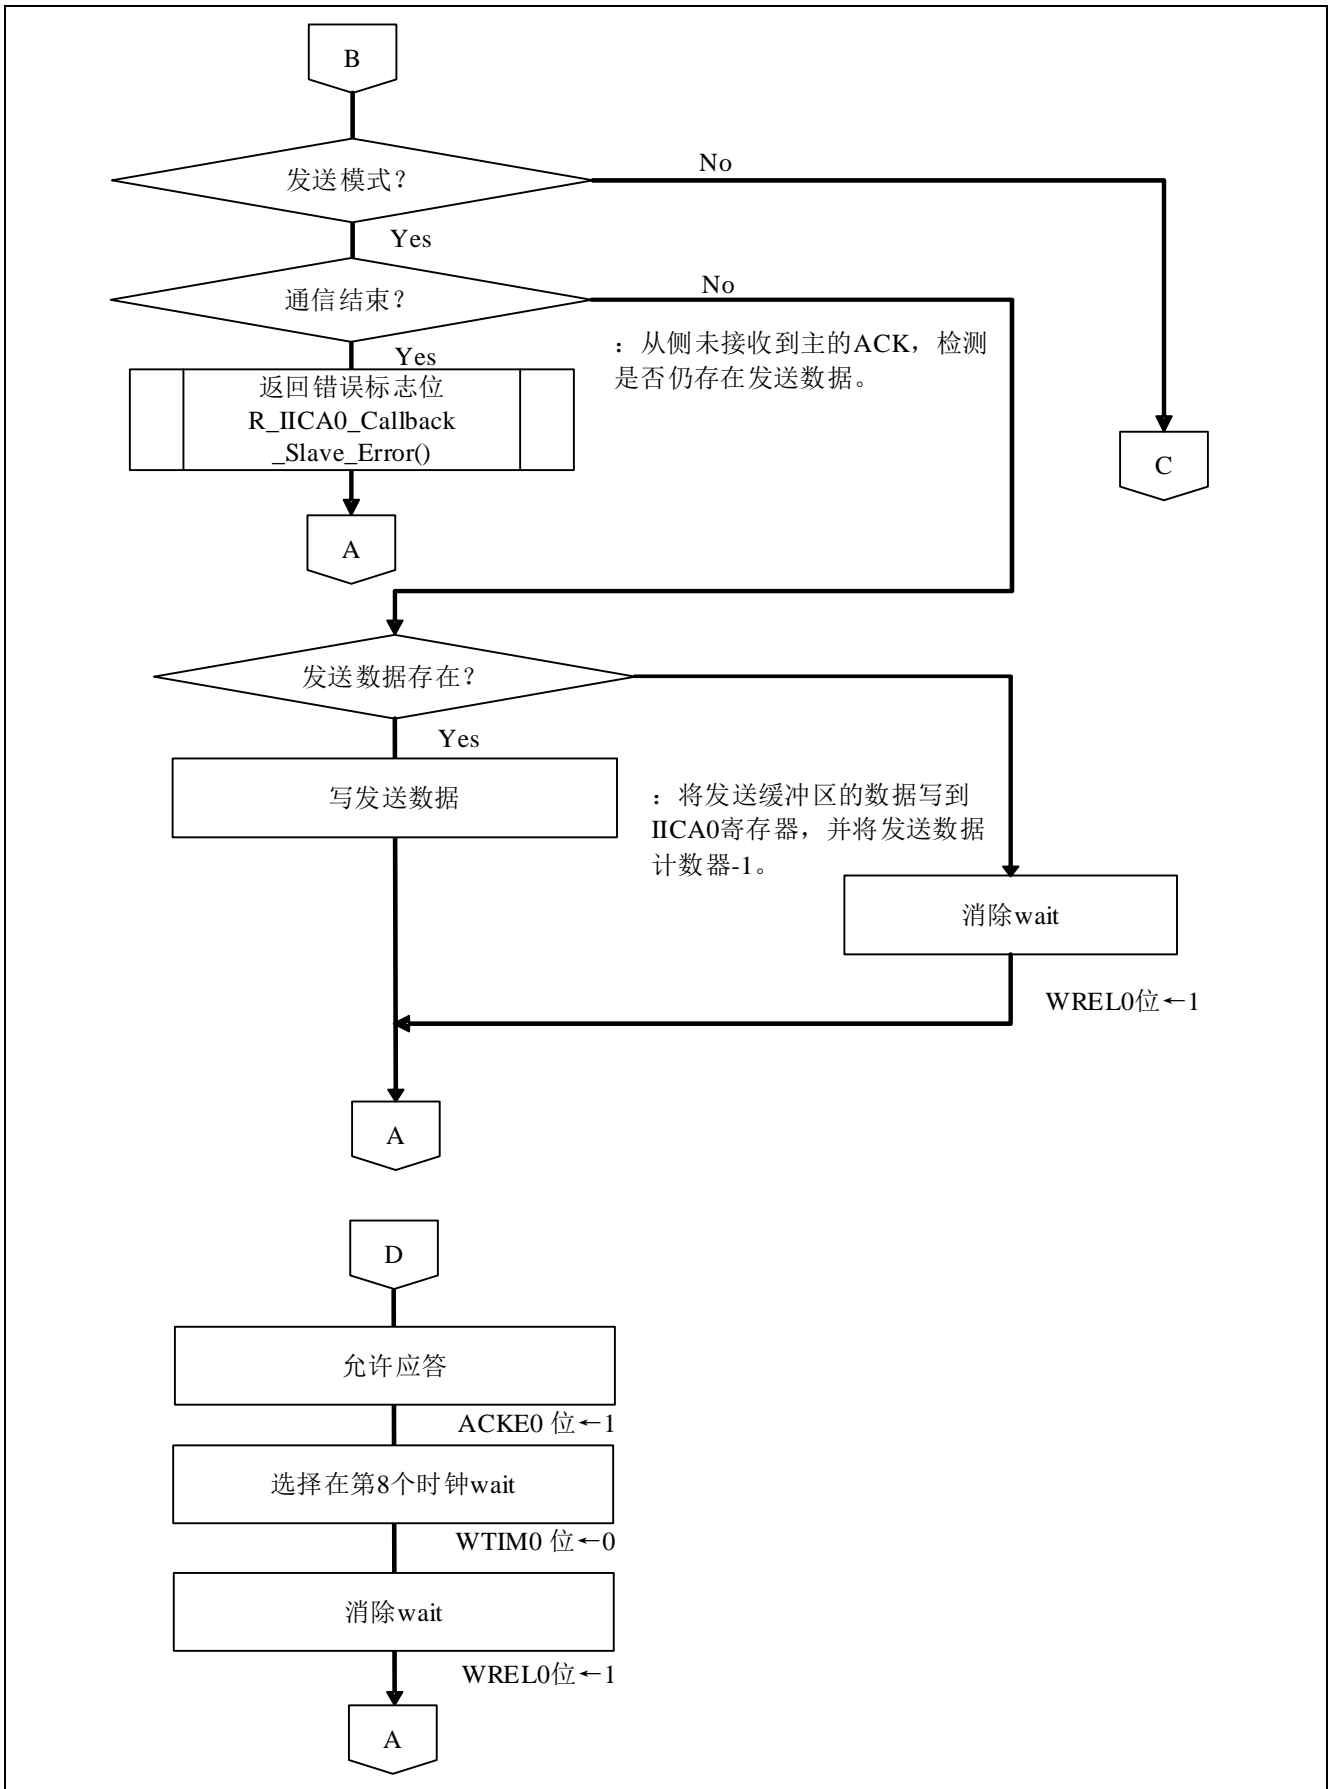 B
发送模式？
No
Yes
通信结束？
No
：从侧未接收到主的ACK，检测
是否仍存在发送数据。
Yes
返回错误标志位
R_IICA0_Callback
_Slave_Error()
C
A
发送数据存在？
Yes
写发送数据
：将发送缓冲区的数据写到
IICA0寄存器，并将发送数据
计数器-1。
消除wait
WREL0位←1
A
D
允许应答
ACKE0 位←1
选择在第8个时钟wait
WTIM0 位←0
消除wait
WREL0位←1
A